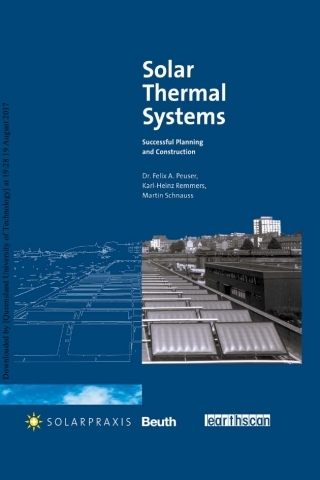 Solar
Thermal
Systems
Successful Planning
and Construction
Dr. Felix A. Peuser,
Karl-Heinz Remmers,
Martin Schnauss
Downloaded by [Queensland University of Technology] at 19:28 19 August 2017
SOLARPRAXIS
Beuth
earthscan